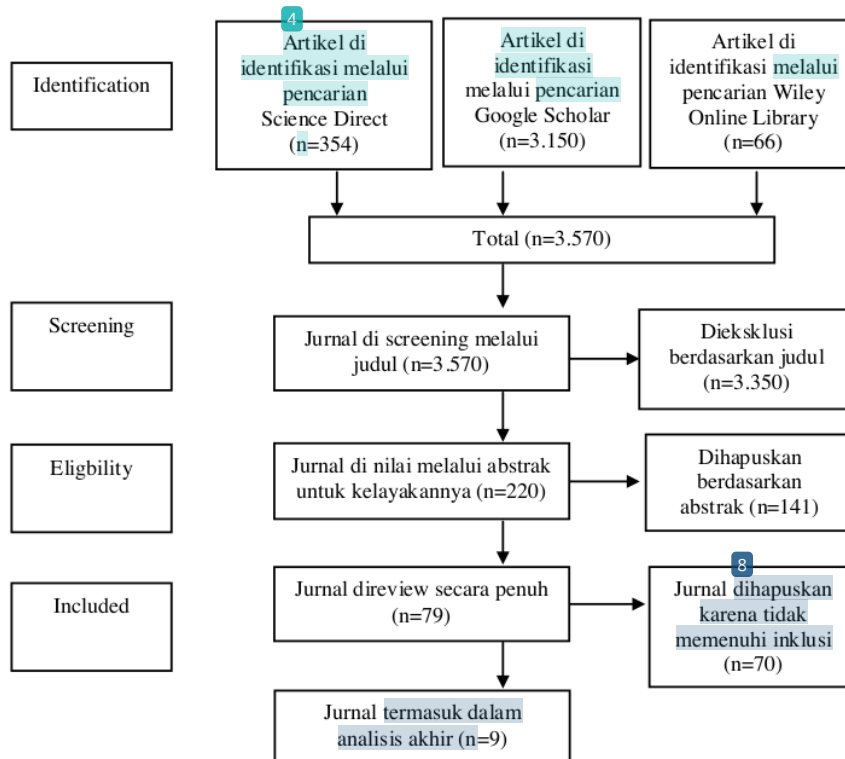 4
Identification
Artikel di
identifikasi melalui
pencarian
Science Direct
(n=354)
Artikel di
identifikasi
melalui pencarian
Google Scholar
(n=3.150)
Artikel di
identifikasi melalui
pencarian Wiley
Online Library
(n=66)
Total (n=3.570)
Screening
Jurnal di screening melalui
judul (n=3.570)
Dieksklusi
berdasarkan judul
(n=3.350)
Eligbility
Jurnal di nilai melalui abstrak
untuk kelayakannya (n=220)
Dihapuskan
berdasarkan
abstrak (n=141)
8
Included
Jurnal direview secara penuh
(n=79)
Jurnal dihapuskan
karena tidak
memenuhi inklusi
(n=70)
Jurnal termasuk dalam
analisis akhir (n=9)